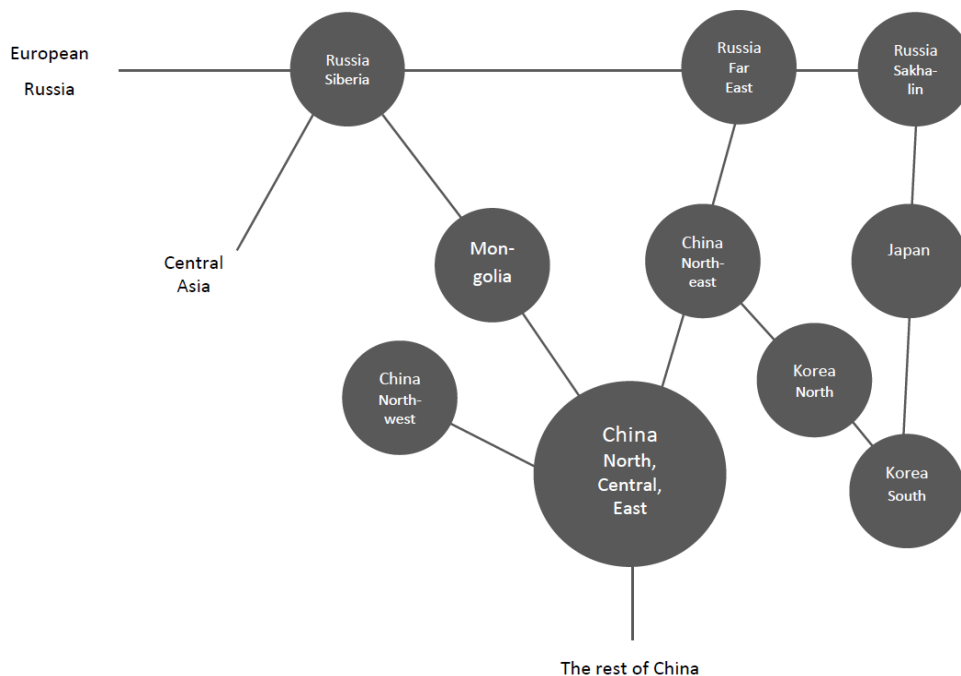 European
Russia
Russia
Siberia
Russia
Far
East
Russia
Sakha-
lin
Central
Asia
Mon-
golia
China
North-
east
Japan
China
North-
west
Korea
North
China
North,
Central,
East
Korea
South
The rest of China